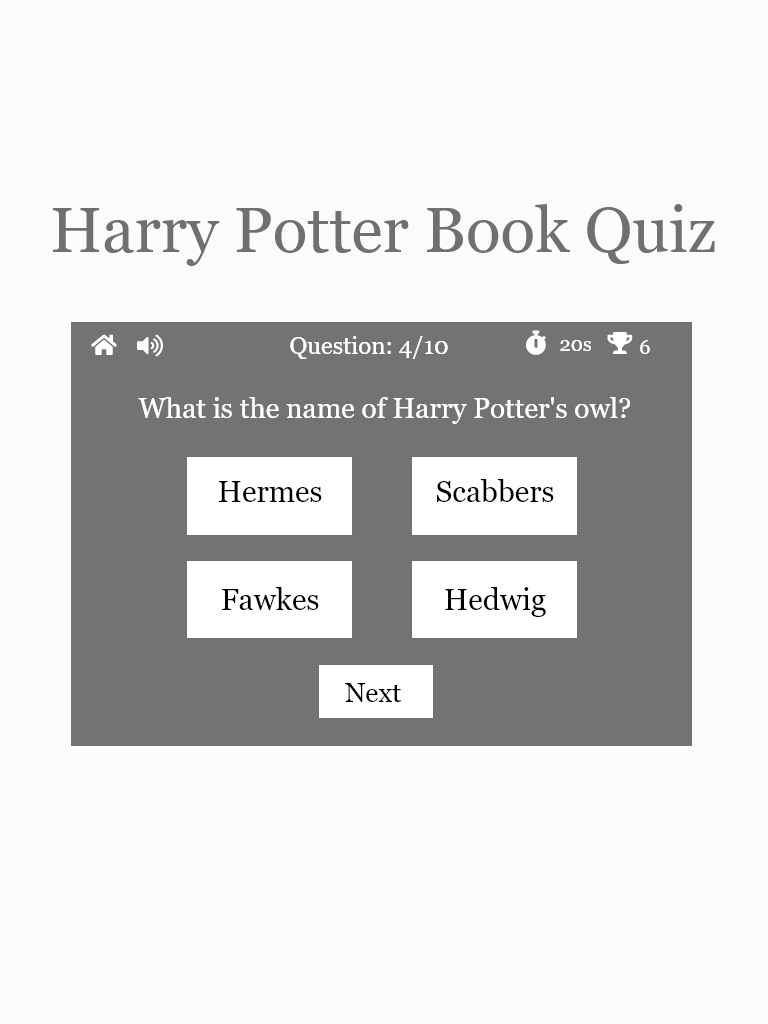 Harry Potter Book Quiz
Question: 4/10 20s 6
What is the name of Harry Potter's owl?
Hermes Scabbers
Fawkes Hedwig
Next